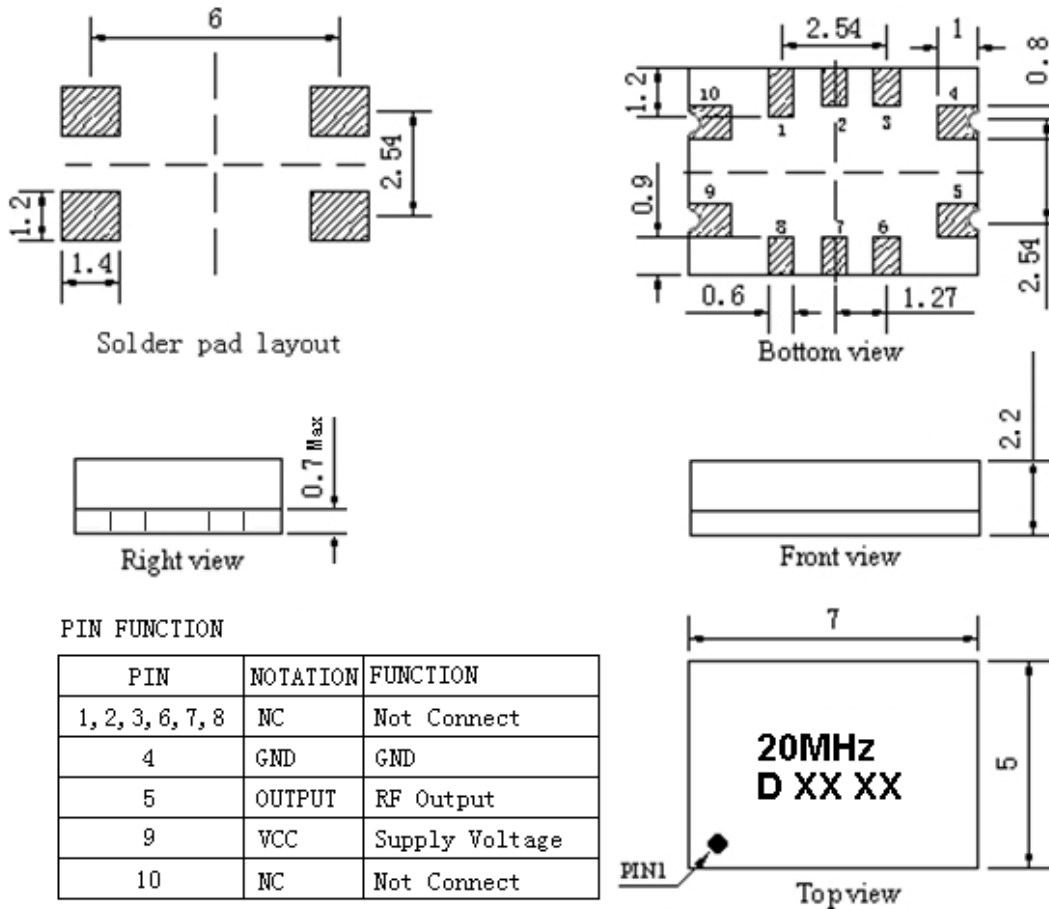 6
2.54
1.2
1.4
Solder pad layout
2.54
1
0.8
1.2
10
1
2
3
4
0.9
9
8
7
6
5
2.54
0.6
1.27
Bottom view
0.7 Max
Right view
2.2
Front view
PIN FUNCTION
PIN NOTATION FUNCTION
1,2,3,6,7,8 NC Not Connect
4 GND GND
5 OUTPUT RF Output
9 VCC Supply Voltage
10 NC Not Connect
7
20MHz
D XX XX
5
PIN1
Top view